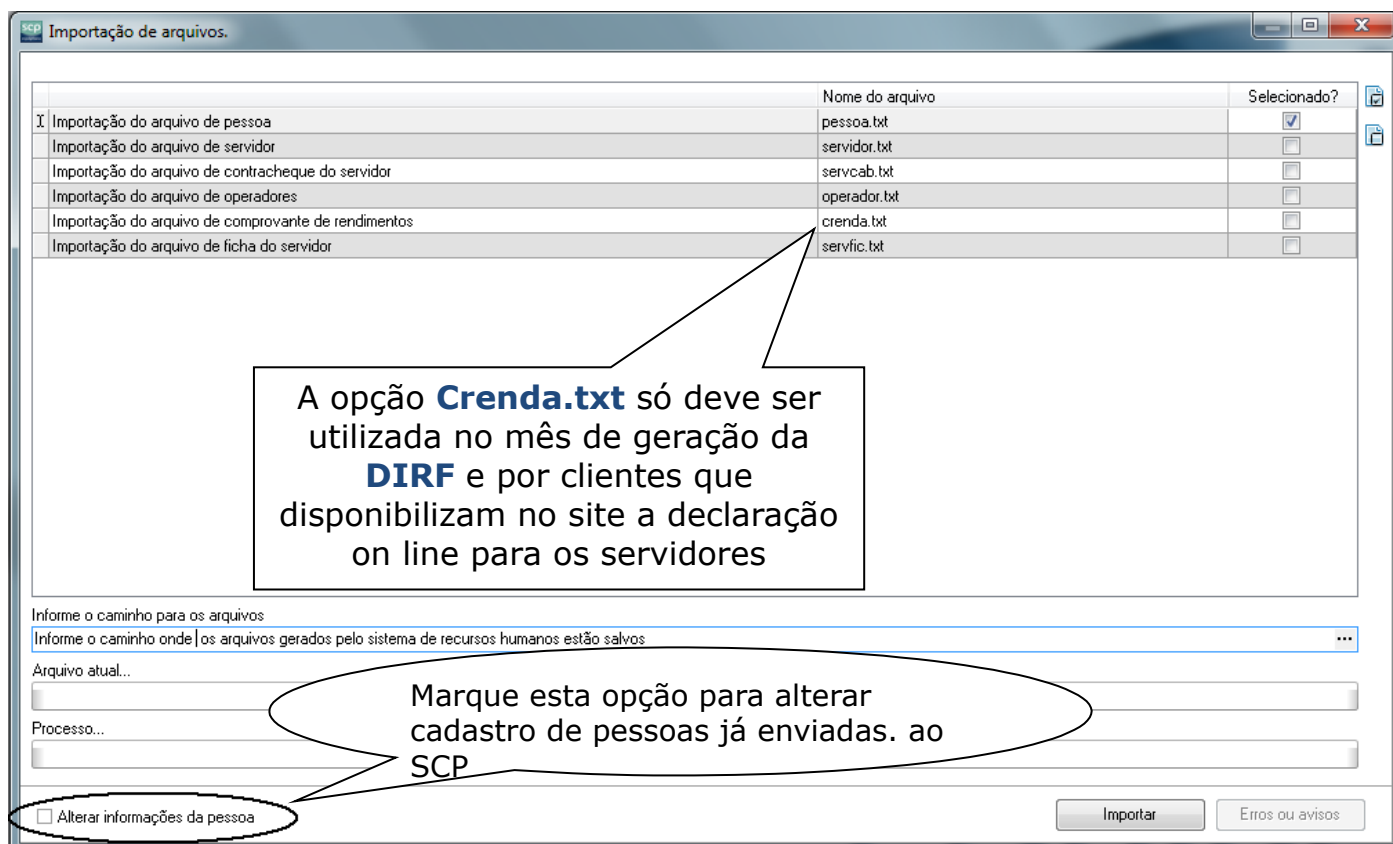 scp Importação de arquivos.
Nome do arquivo Selecionado?
Importação do arquivo de pessoa pessoa.txt
Importação do arquivo de servidor servidor.txt
Importação do arquivo de contracheque do servidor servcab.txt
Importação do arquivo de operadores operador.txt
Importação do arquivo de comprovante de rendimentos crenda.txt
Importação do arquivo de ficha do servidor servfic.txt
A opção Crenda.txt só deve ser
utilizada no mês de geração da
DIRF e por clientes que
disponibilizam no site a declaração
on line para os servidores
Informe o caminho para os arquivos
Informe o caminho onde os arquivos gerados pelo sistema de recursos humanos estão salvos ...
Arquivo atual...
Marque esta opção para alterar
cadastro de pessoas já enviadas. ao
SCP
Processo...
Alterar informações da pessoa Importar Erros ou avisos